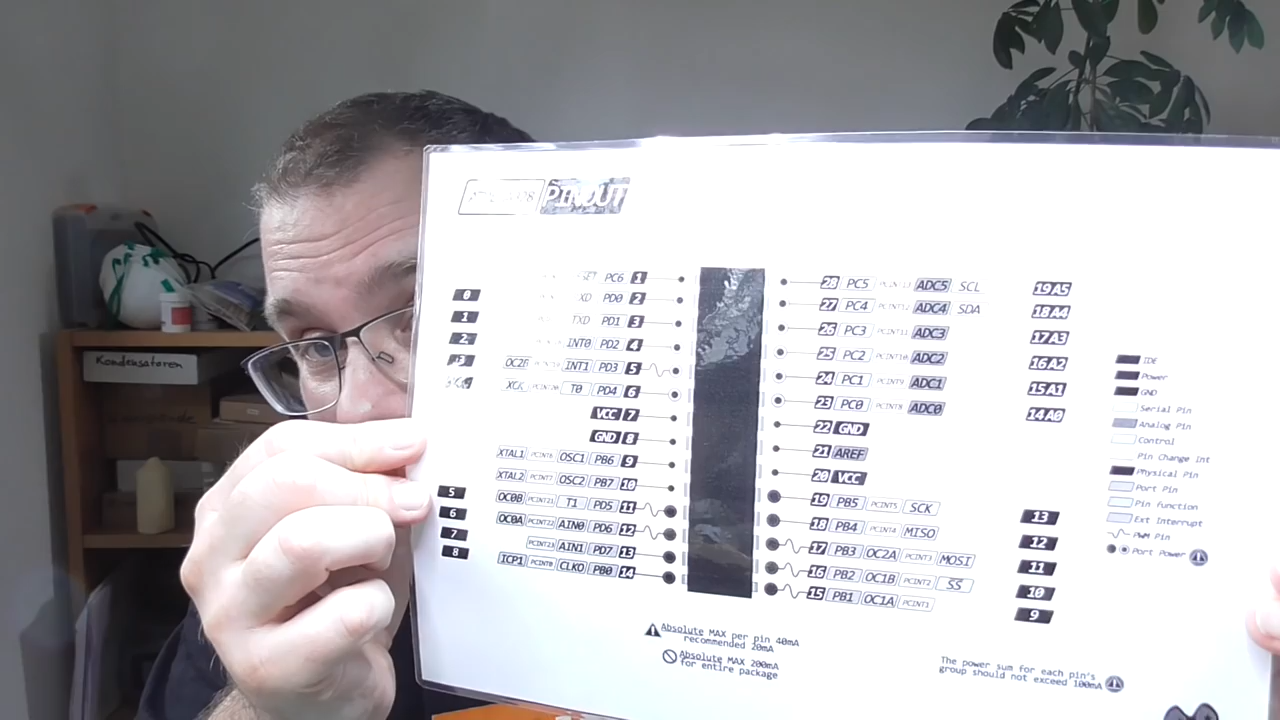 Kondensatoren
PINOUT
PC6 1
0 XD PD0 2
1 TXD PD1 3
2 INT0 PD2 4
3 OC2B INT1 PD3 5
XCK PCINT20 T0 PD4 6
VCC 7
GND 8
XTAL1 PCINT6 OSC1 PB6 9
XTAL2 PCINT7 OSC2 PB7 10
5 OC0B PCINT21 T1 PD5 11
6 OC0A PCINT22 AIN0 PD6 12
7 PCINT23 AIN1 PD7 13
8 ICP1 PCINT0 CLKO PB0 14
28 PC5 PCINT13 ADC5 SCL 19 A5
27 PC4 PCINT12 ADC4 SDA 18 A4
26 PC3 PCINT11 ADC3 17 A3
25 PC2 PCINT10 ADC2 16 A2
24 PC1 PCINT9 ADC1 15 A1
23 PC0 PCINT8 ADC0 14 A0
22 GND
21 AREF
20 VCC
19 PB5 PCINT5 SCK 13
18 PB4 PCINT4 MISO 12
17 PB3 OC2A PCINT3 MOSI 11
16 PB2 OC1B PCINT2 SS 10
15 PB1 OC1A PCINT1 9
IDE
Power
GND
Serial Pin
Analog Pin
Control
Pin Change Int
Physical Pin
Port Pin
Pin function
Ext Interrupt
PWM Pin
Port Power
Absolute MAX per pin 40mA
recommended 20mA
Absolute MAX 200mA
for entire package
The power sum for each pin's
group should not exceed 100mA